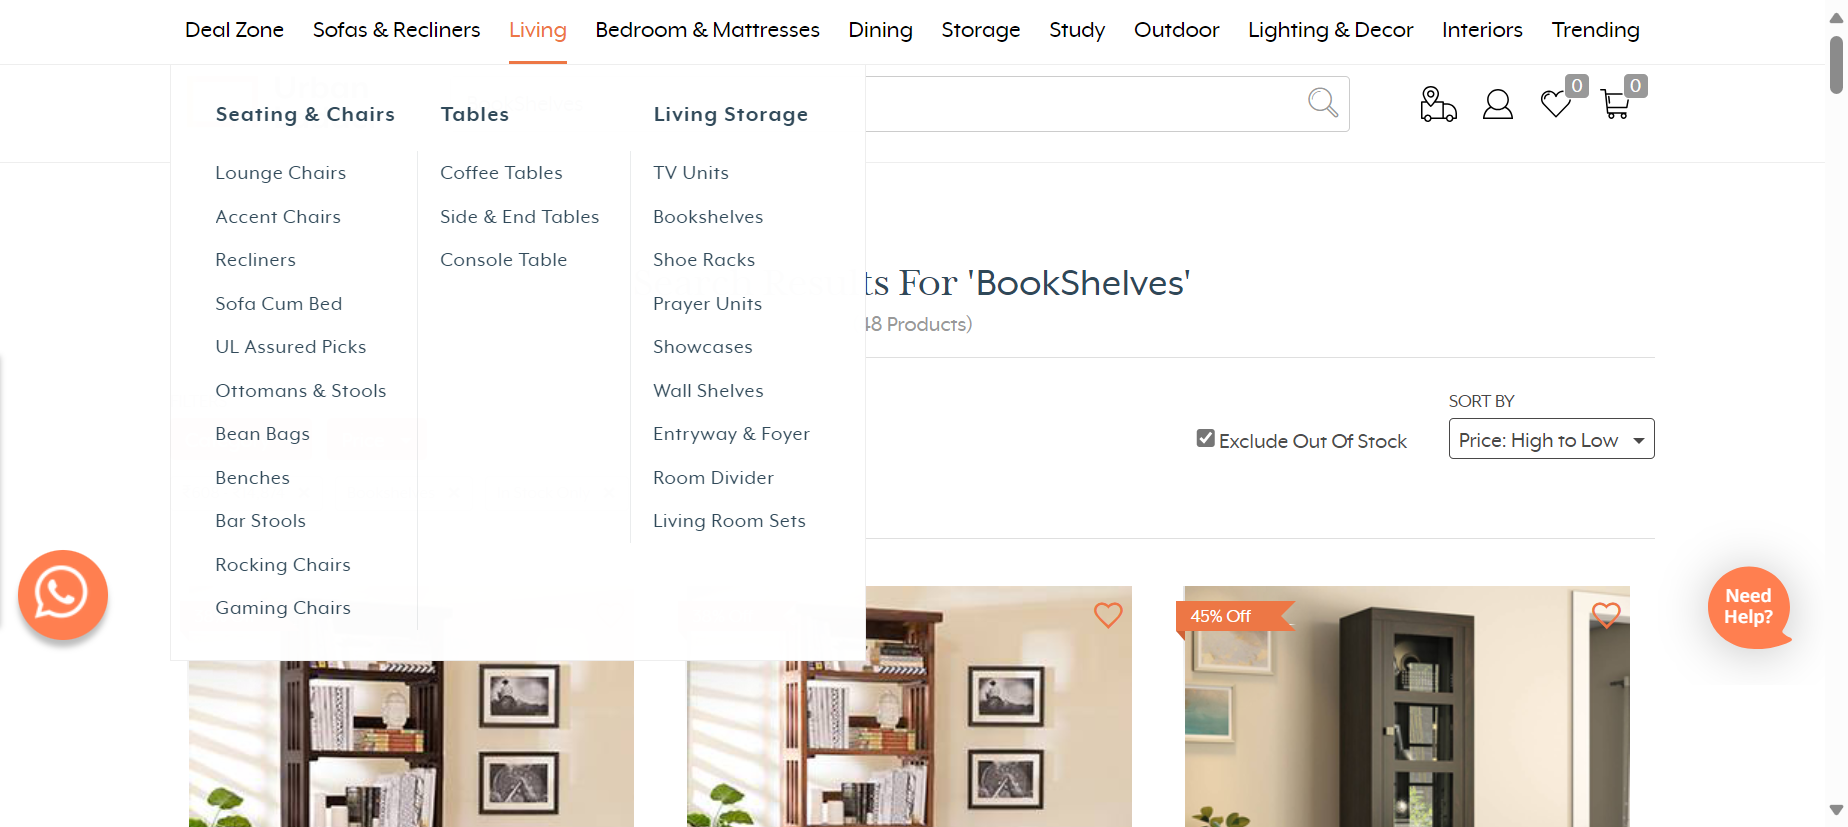 Deal Zone Sofas & Recliners Living Bedroom & Mattresses Dining Storage Study Outdoor Lighting & Decor Interiors Trending
0
0
Seating & Chairs
Lounge Chairs
Accent Chairs
Recliners
Sofa Cum Bed
UL Assured Picks
Ottomans & Stools
Bean Bags
Benches
Bar Stools
Rocking Chairs
Gaming Chairs
Tables
Coffee Tables
Side & End Tables
Console Table
Living Storage
TV Units
Bookshelves
Shoe Racks
Prayer Units
Showcases
Wall Shelves
Entryway & Foyer
Room Divider
Living Room Sets
For 'BookShelves'
Products)
SORT BY
Exclude Out Of Stock
Price: High to Low
45% Off
Need
Help?